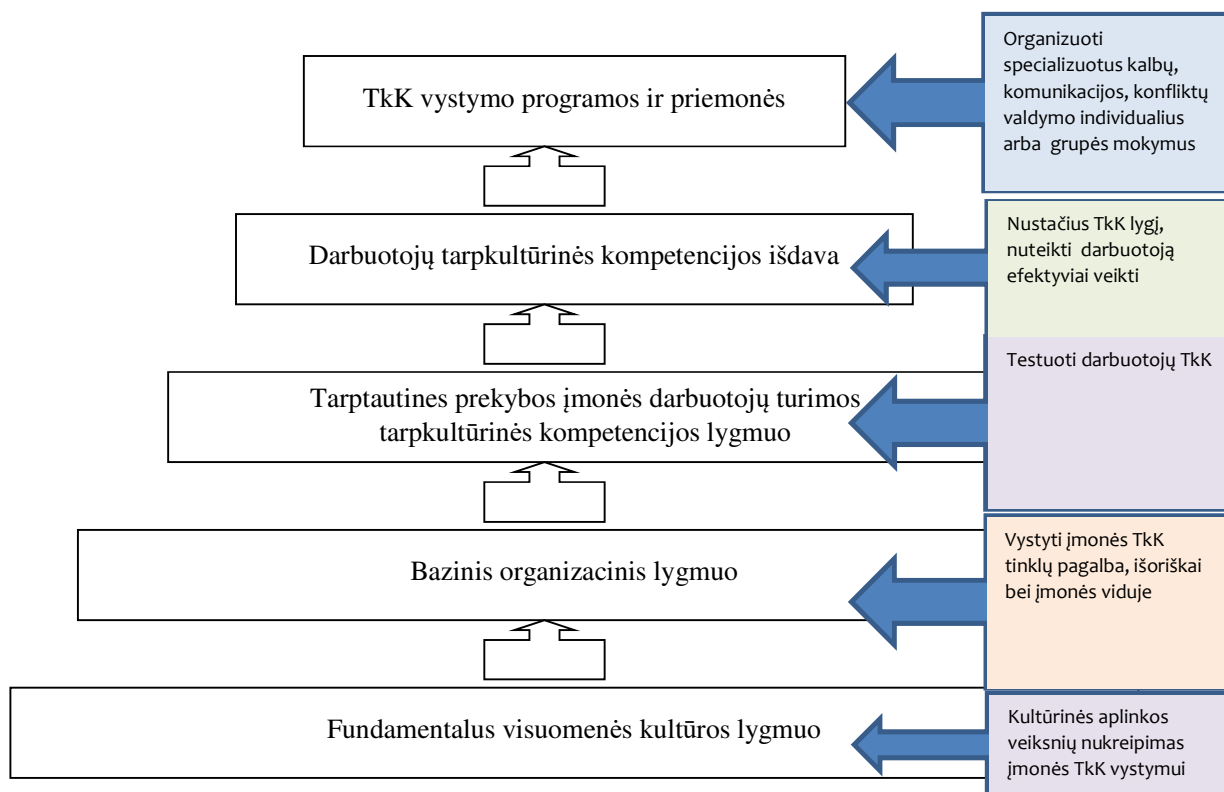 TkK vystymo programos ir priemonės
Organizuoti
specializuotus kalbų,
komunikacijos, konfliktų
valdymo individualius
arba grupės mokymus
Darbuotojų tarpkultūrinės kompetencijos išdava
Nustačius TkK lygį,
nuteikti darbuotoją
efektyviai veikti
Tarptautines prekybos įmonės darbuotojų turimos
tarpkultūrinės kompetencijos lygmuo
Testuoti darbuotojų TkK
Bazinis organizacinis lygmuo
Vystyti įmonės TkK
tinklų pagalba, išoriškai
bei įmonės viduje
Fundamentalus visuomenės kultūros lygmuo
Kultūrinės aplinkos
veiksnių nukreipimas
įmonės TkK vystymui